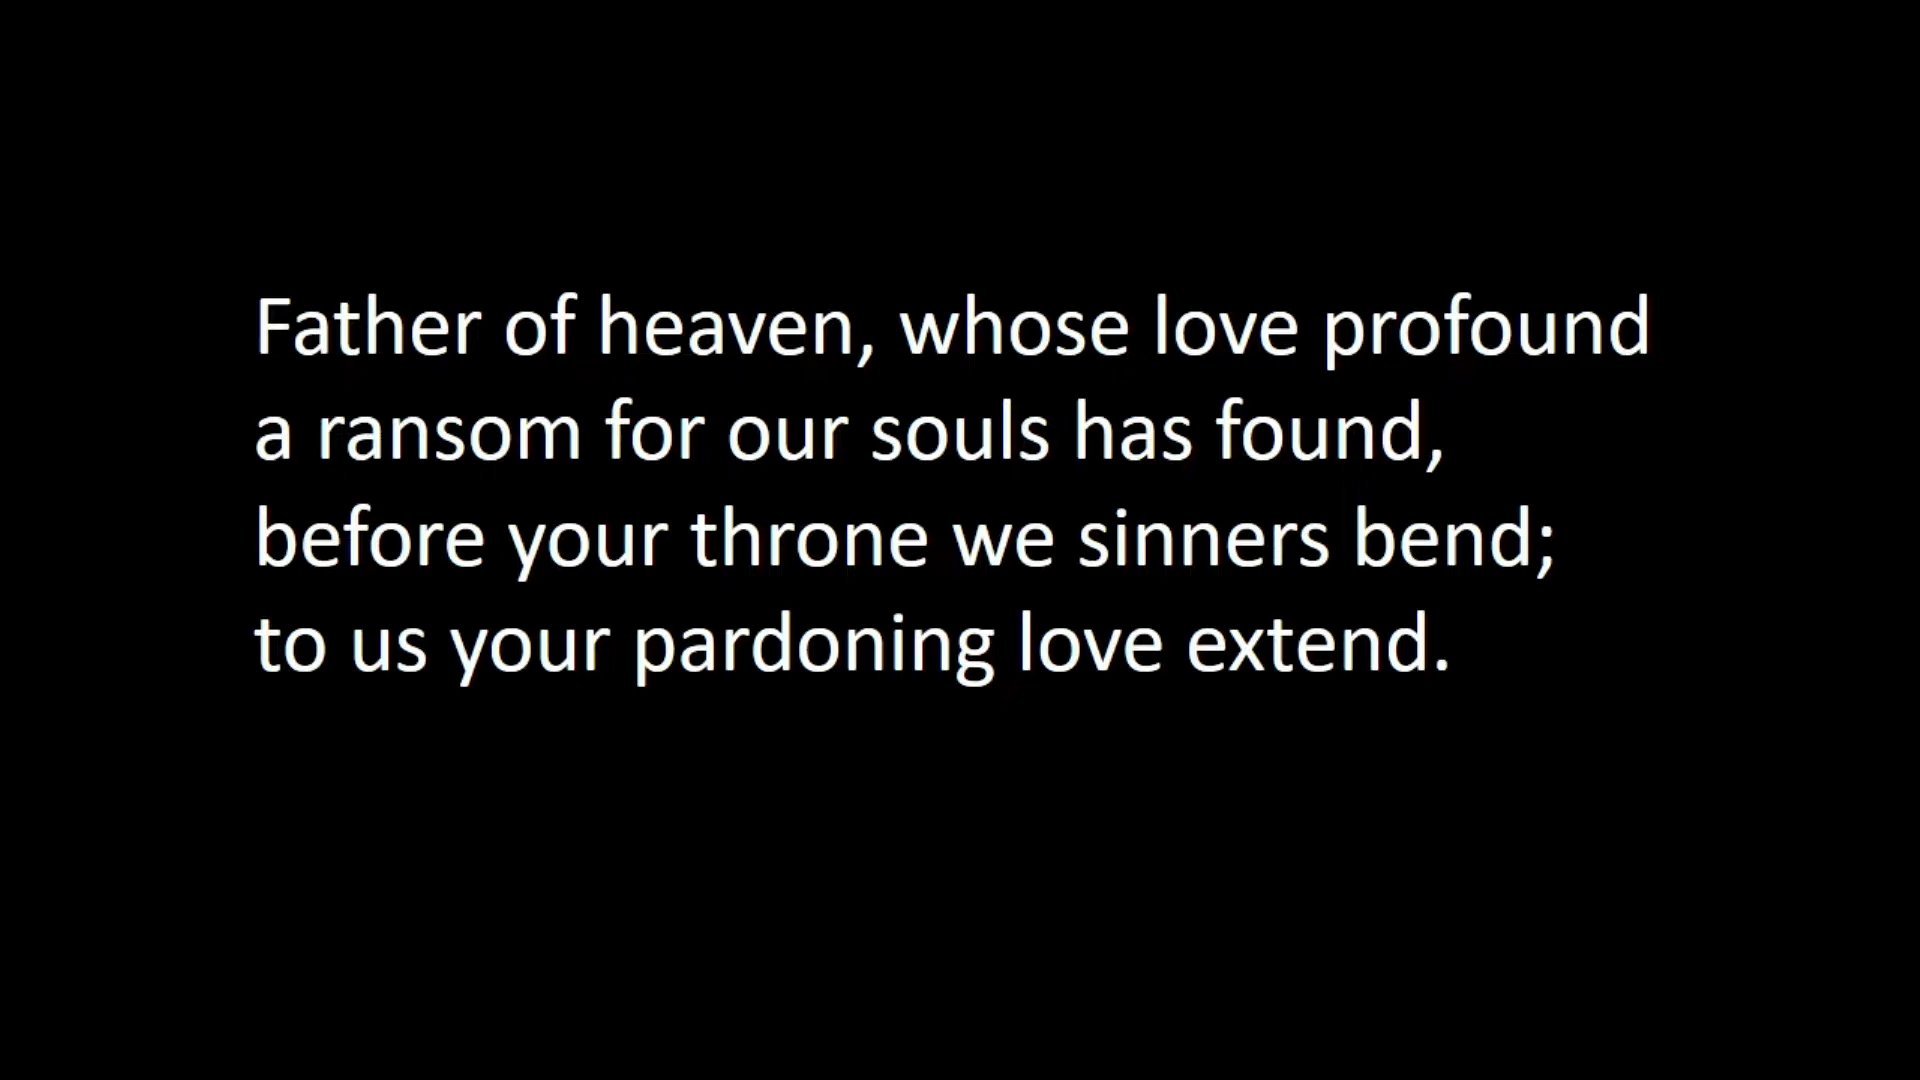 Father of heaven, whose love profound
a ransom for our souls has found,
before your throne we sinners bend;
to us your pardoning love extend.